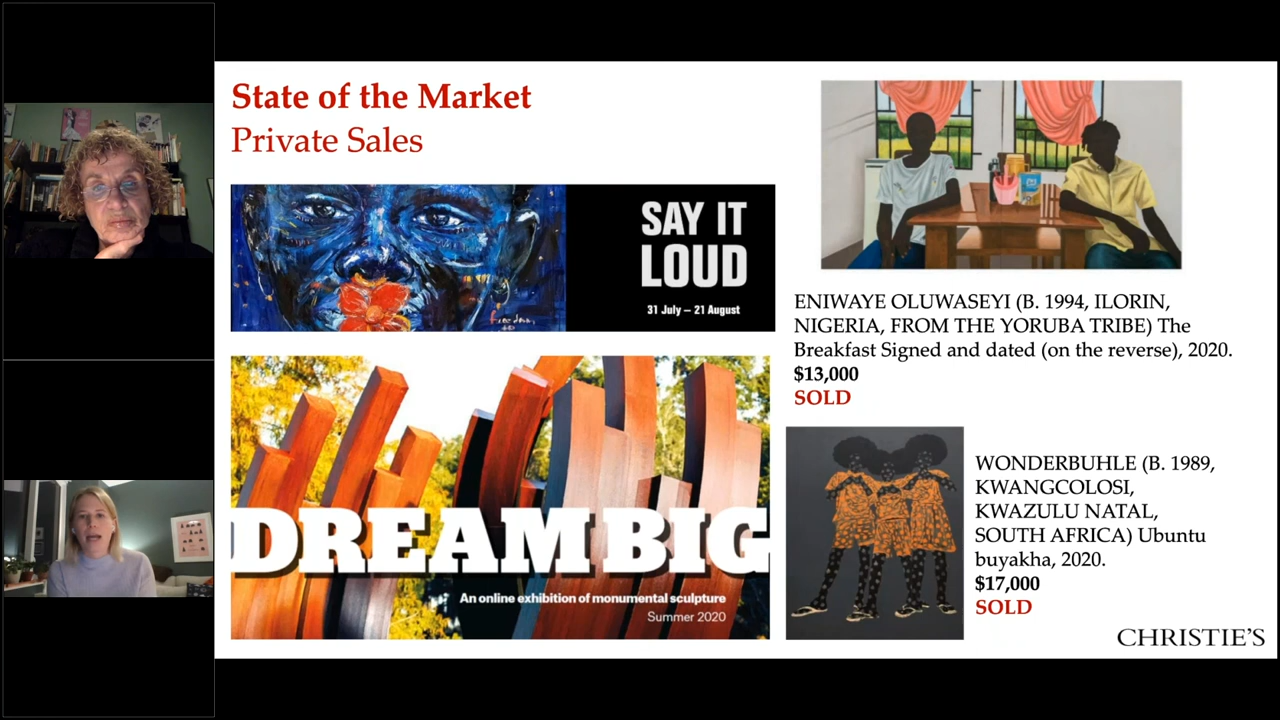 State of the Market
Private Sales
SAY IT
LOUD
31 July – 21 August
DREAM BIG
An online exhibition of monumental sculpture
Summer 2020
ENIWAYE OLUWASEYI (B. 1994, ILORIN,
NIGERIA, FROM THE YORUBA TRIBE) The
Breakfast Signed and dated (on the reverse), 2020.
$13,000
SOLD
WONDERBUHLE (B. 1989,
KWANGCOLOSI,
KWAZULU NATAL,
SOUTH AFRICA) Ubuntu
buyakha, 2020.
$17,000
SOLD
CHRISTIE'S